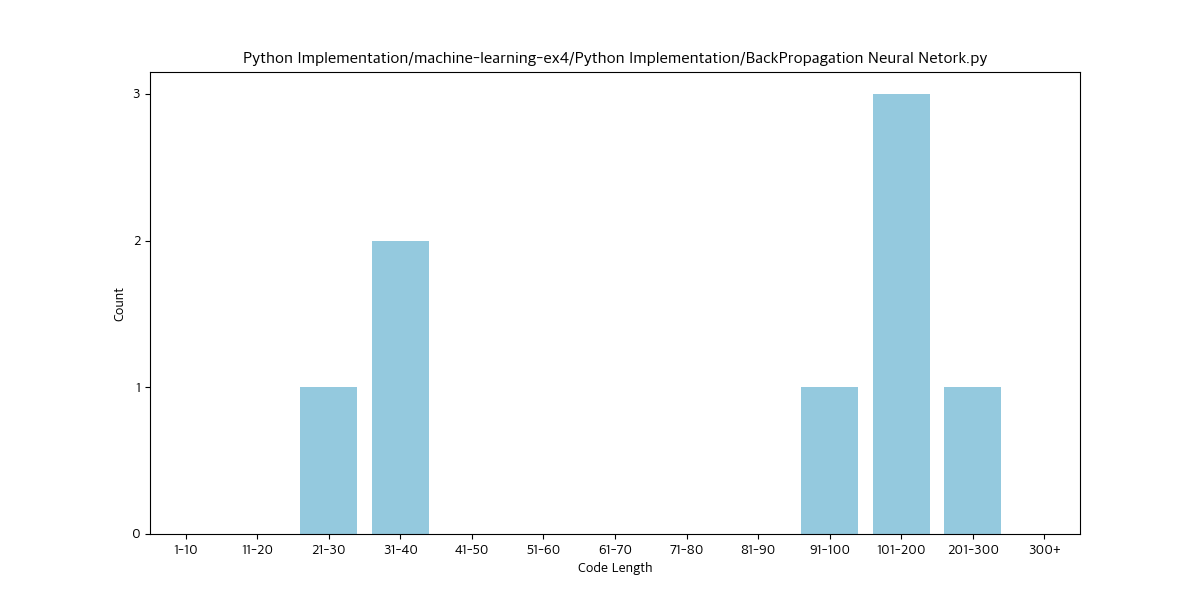 Python Implementation/machine-learning-ex4/Python Implementation/BackPropagation Neural Netork.py
3
2
1
0
Count
1-10 11-20 21-30 31-40 41-50 51-60 61-70 71-80 81-90 91-100 101-200 201-300 300+
Code Length